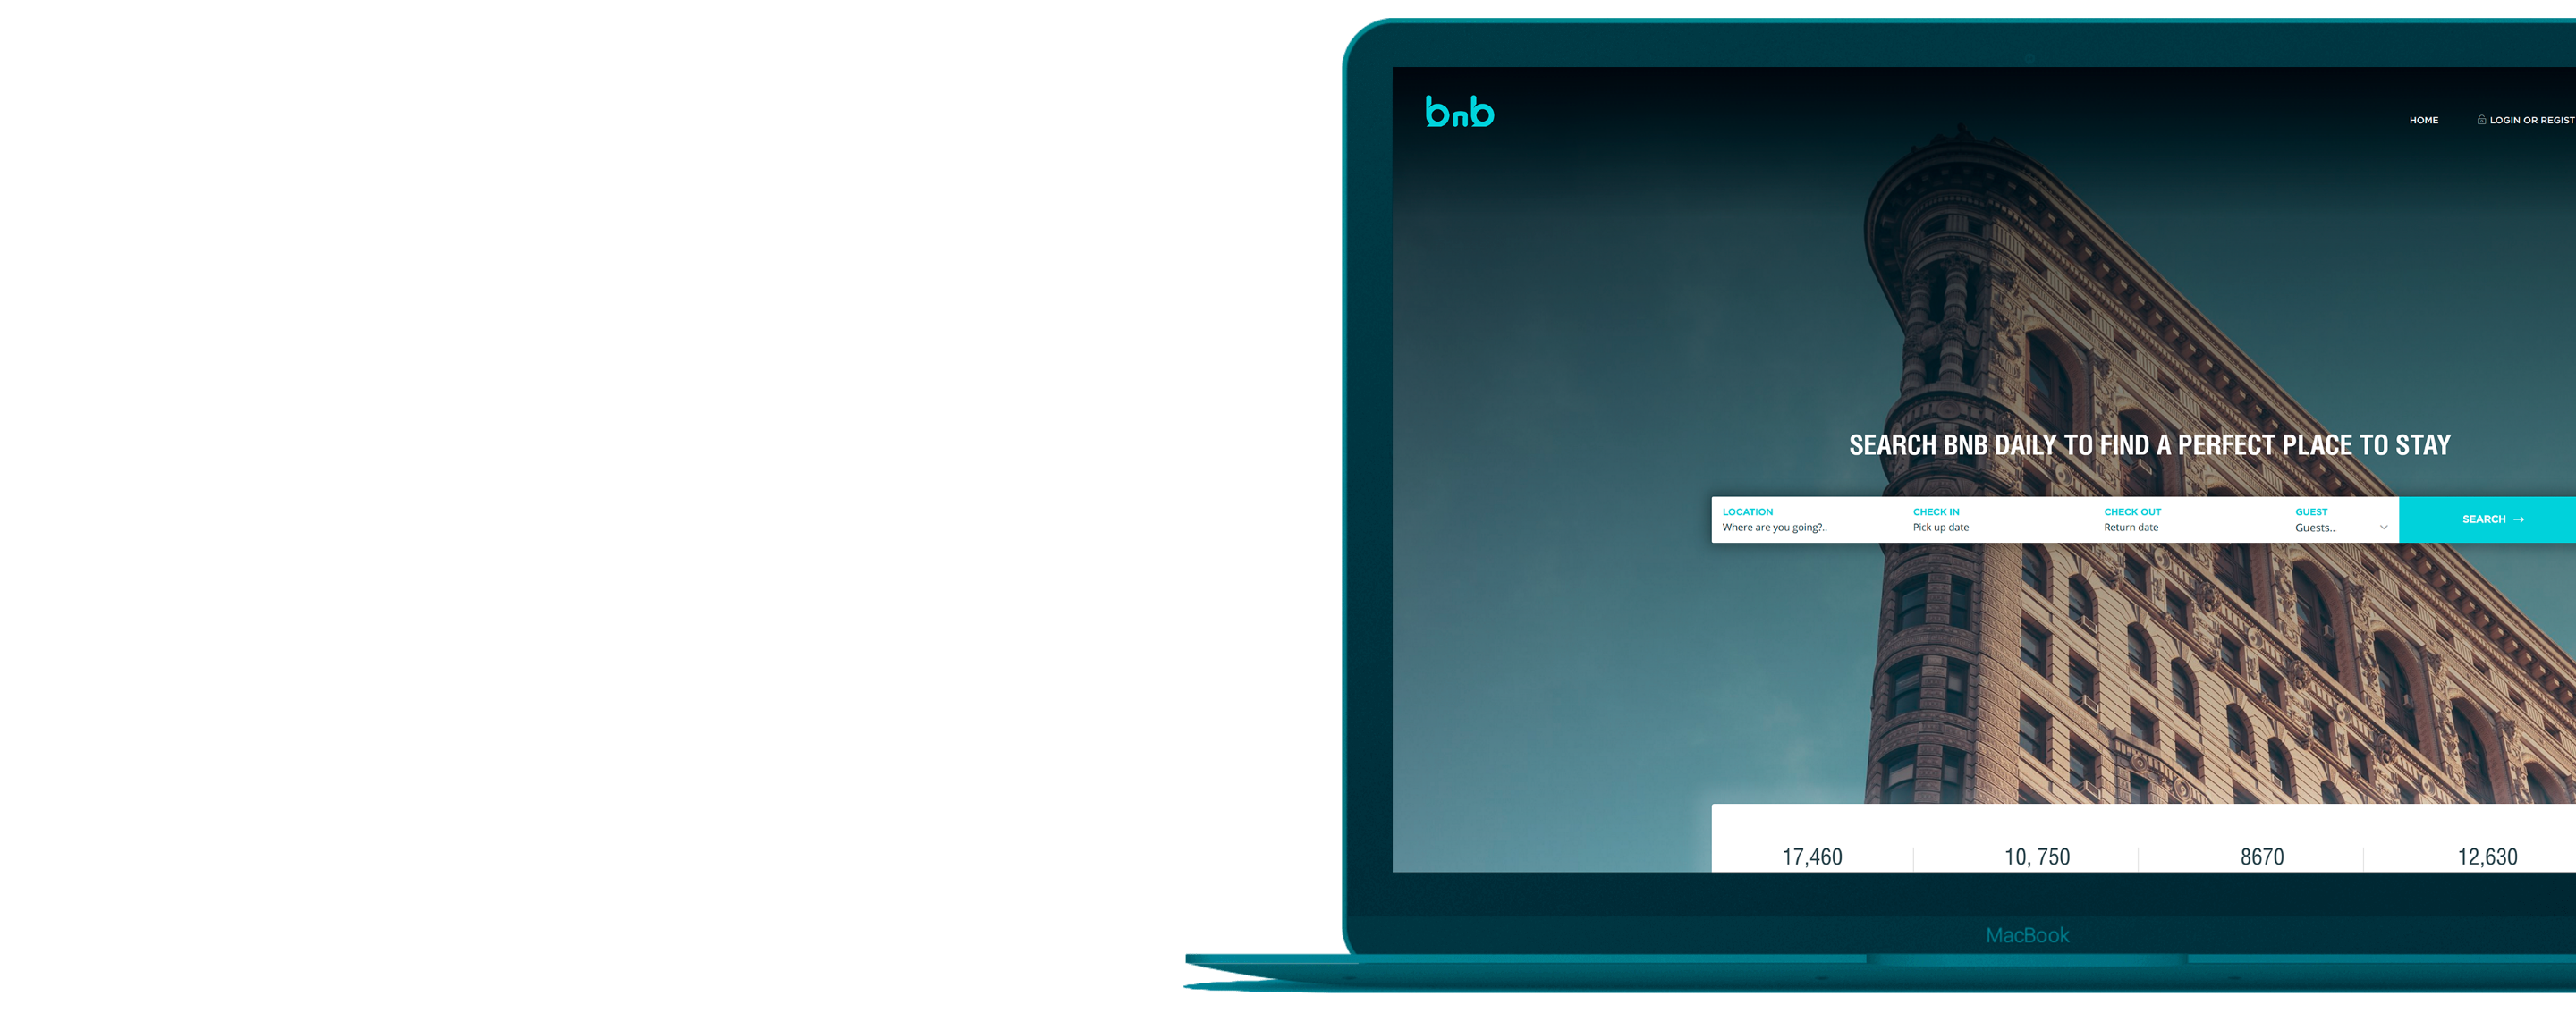 bnb
HOME LOGIN OR REGIST
SEARCH BNB DAILY TO FIND A PERFECT PLACE TO STAY
LOCATION CHECK IN CHECK OUT GUEST
Where are you going?.. Pick up date Return date Guests..
SEARCH →
17,460 10, 750 8670 12,630
MacBook